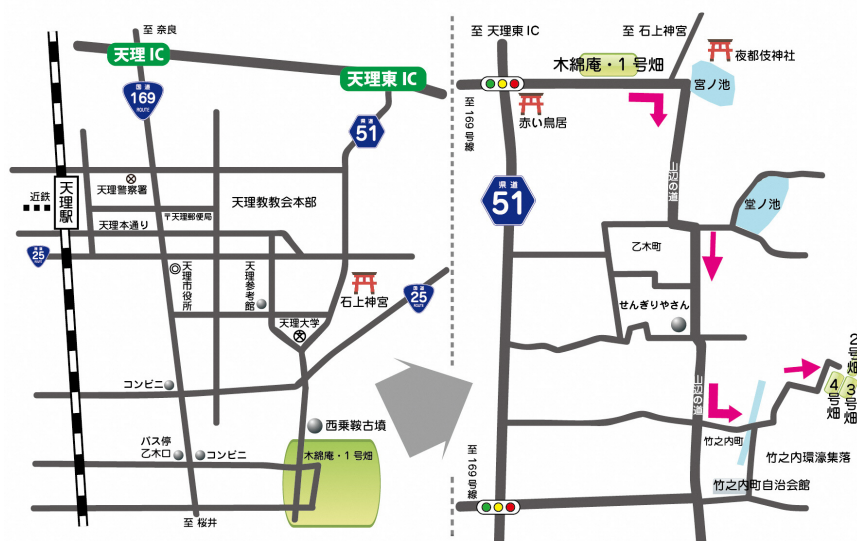 至 奈良
天理 IC
国道
169
ROUTE
天理東 IC
県道
51
天理警察署
近鉄
天理駅
〒天理郵便局
天理教教会本部
天理本通り
国道
25
ROUTE
天理市役所
天理参考館
石上神宮
国道
25
ROUTE
天理大学
コンビニ
西乗鞍古墳
バス停
乙木口
コンビニ
木綿庵・1号畑
至 桜井
至 天理東 IC
至 石上神宮
木綿庵・1 号畑
夜都伎神社
宮ノ池
至 169 号線
赤い鳥居
山辺の道
県道
51
ROUTE
堂ノ池
乙木町
せんぎりやさん
山辺の道
2号畑
4号畑
3号畑
竹之内町
竹之内環濠集落
竹之内町自治会館
至 169 号線